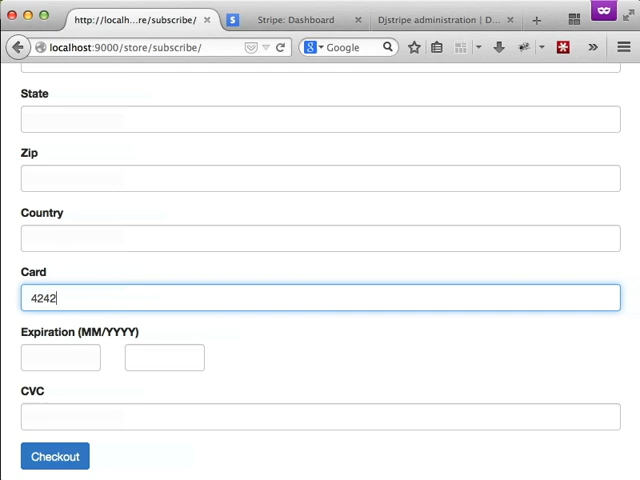 http://localh...re/subscribe/
Stripe: Dashboard
Djstripe administration | D...
localhost:9000/store/subscribe/
Google
State
Zip
Country
Card
4242
Expiration (MM/YYYY)
CVC
Checkout